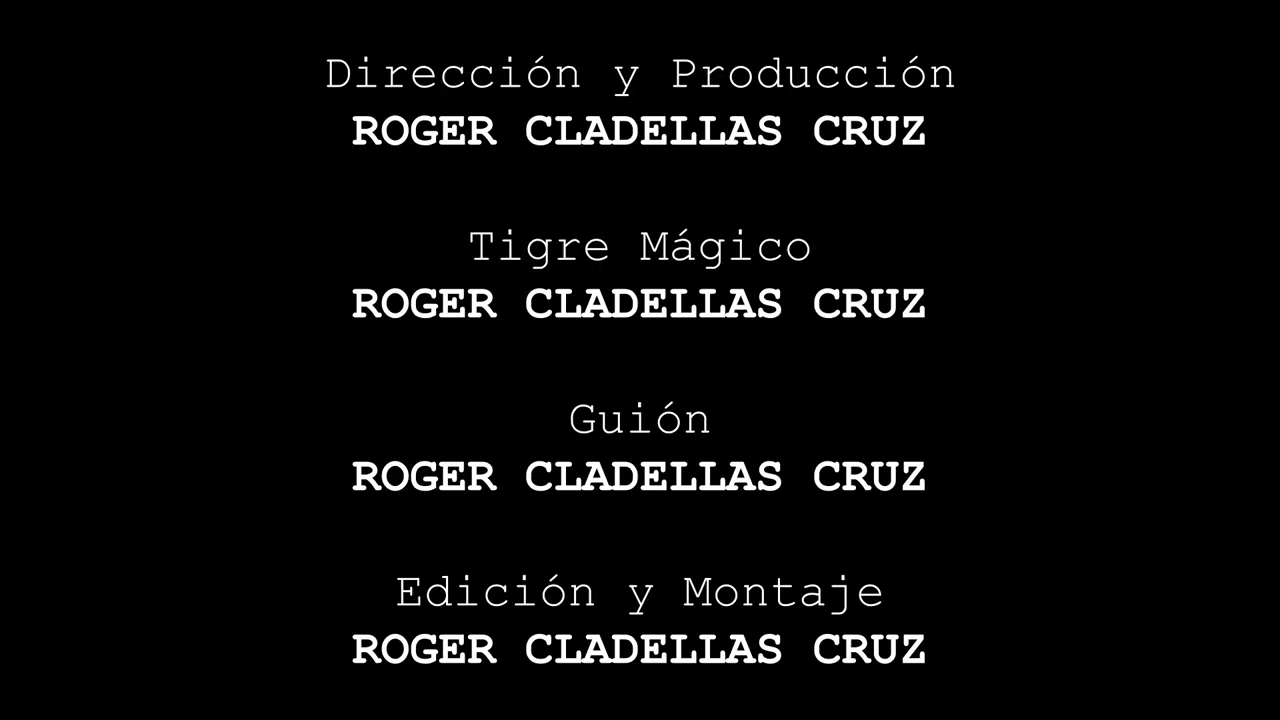 Dirección y Producción
ROGER CLADELLAS CRUZ
Tigre Mágico
ROGER CLADELLAS CRUZ
Guión
ROGER CLADELLAS CRUZ
Edición y Montaje
ROGER CLADELLAS CRUZ